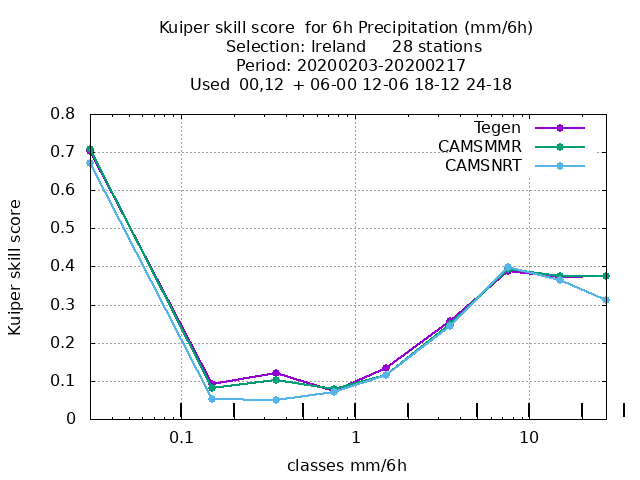 Kuiper skill score  for 6h Precipitation (mm/6h)
Selection: Ireland     28 stations
Period: 20200203-20200217
Used  00,12  + 06-00 12-06 18-12 24-18
Tegen
CAMSMMR
CAMSNRT
0.8
0.7
0.6
0.5
0.4
0.3
0.2
0.1
0
Kuiper skill score
0.1 1 10
classes mm/6h